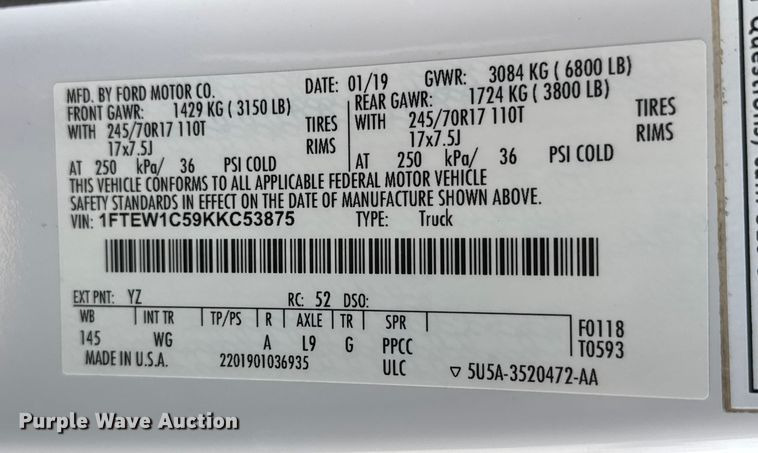 MFD. BY FORD MOTOR CO. DATE: 01/19 GVWR: 3084 KG ( 6800 LB)
FRONT GAWR: 1429 KG ( 3150 LB) REAR GAWR: 1724 KG ( 3800 LB)
WITH 245/70R17 110T TIRES WITH 245/70R17 110T TIRES
17x7.5J RIMS 17x7.5J RIMS
AT 250 kPa/ 36 PSI COLD AT 250 kPa/ 36 PSI COLD
THIS VEHICLE CONFORMS TO ALL APPLICABLE FEDERAL MOTOR VEHICLE
SAFETY STANDARDS IN EFFECT ON THE DATE OF MANUFACTURE SHOWN ABOVE.
VIN: 1FTEW1C59KKC53875 TYPE: Truck
EXT PNT: YZ RC: 52 DSO:
WB INT TR TP/PS R AXLE TR SPR F0118
145 WG A L9 G PPCC T0593
MADE IN U.S.A. 2201901036935 ULC ▽ 5U5A-3520472-AA
Purple Wave Auction